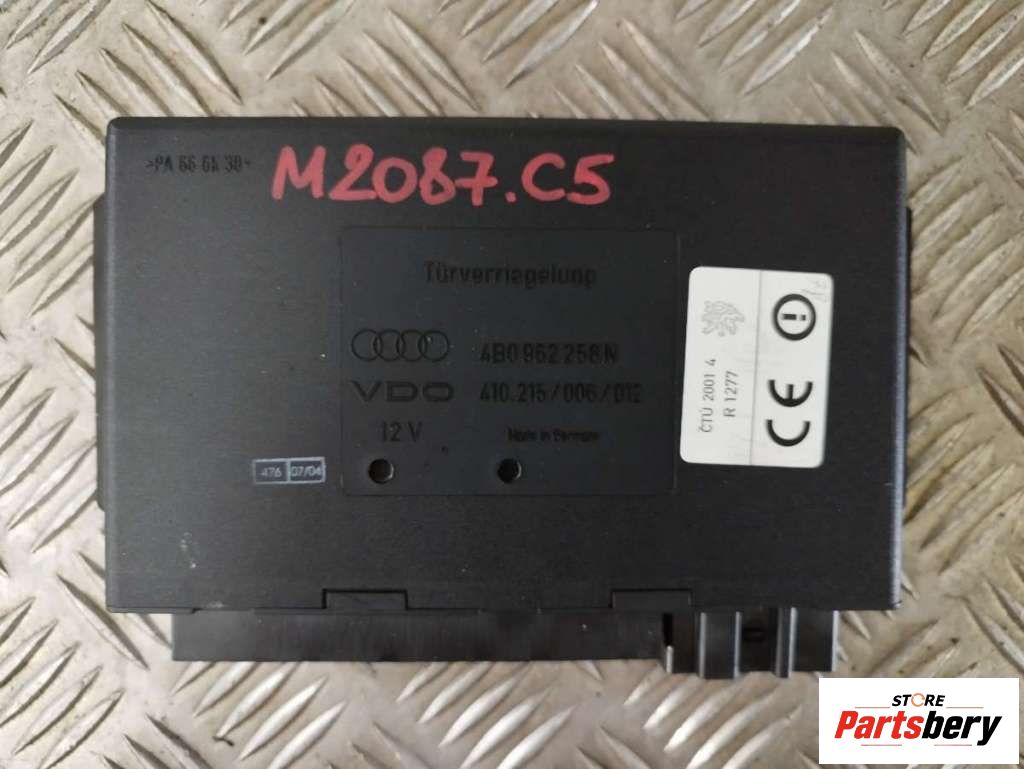 >PA 66 GK 30<
M2087.C5
Türverriegelung
4B0 962 258 N
VDO 410.215/006/012
12 V Made in Germany
476 07/04
ČTÚ 2001 4
R 1277
CE
STORE
Partsbery